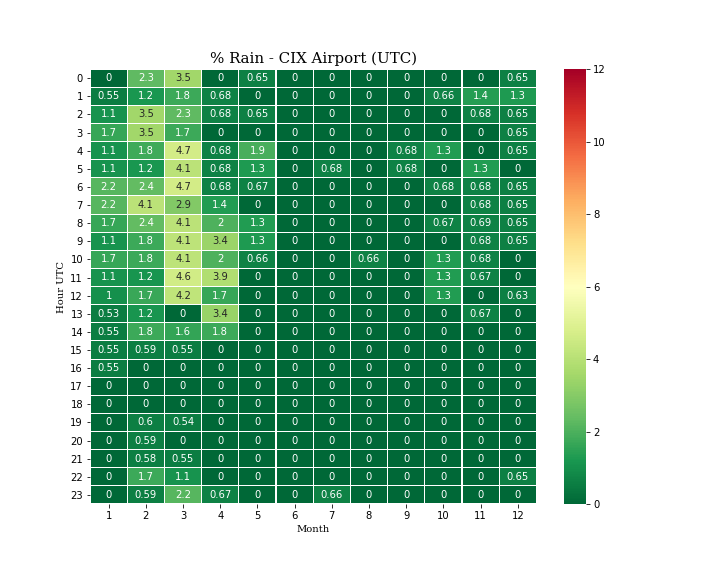 % Rain - CIX Airport (UTC)
0 0 2.3 3.5 0 0.65 0 0 0 0 0 0 0.65
1 0.55 1.2 1.8 0.68 0 0 0 0 0 0.66 1.4 1.3
2 1.1 3.5 2.3 0.68 0.65 0 0 0 0 0 0.68 0.65
3 1.7 3.5 1.7 0 0 0 0 0 0 0 0 0.65
4 1.1 1.8 4.7 0.68 1.9 0 0 0 0.68 1.3 0 0.65
5 1.1 1.2 4.1 0.68 1.3 0 0.68 0 0.68 0 1.3 0
6 2.2 2.4 4.7 0.68 0.67 0 0 0 0 0.68 0.68 0.65
7 2.2 4.1 2.9 1.4 0 0 0 0 0 0 0.68 0.65
8 1.7 2.4 4.1 2 1.3 0 0 0 0 0.67 0.69 0.65
9 1.1 1.8 4.1 3.4 1.3 0 0 0 0 0 0.68 0.65
10 1.7 1.8 4.1 2 0.66 0 0 0.66 0 1.3 0.68 0
11 1.1 1.2 4.6 3.9 0 0 0 0 0 1.3 0.67 0
12 1 1.7 4.2 1.7 0 0 0 0 0 1.3 0 0.63
13 0.53 1.2 0 3.4 0 0 0 0 0 0 0.67 0
14 0.55 1.8 1.6 1.8 0 0 0 0 0 0 0 0
15 0.55 0.59 0.55 0 0 0 0 0 0 0 0 0
16 0.55 0 0 0 0 0 0 0 0 0 0 0
17 0 0 0 0 0 0 0 0 0 0 0 0
18 0 0 0 0 0 0 0 0 0 0 0 0
19 0 0.6 0.54 0 0 0 0 0 0 0 0 0
20 0 0.59 0 0 0 0 0 0 0 0 0 0
21 0 0.58 0.55 0 0 0 0 0 0 0 0 0
22 0 1.7 1.1 0 0 0 0 0 0 0 0 0.65
23 0 0.59 2.2 0.67 0 0 0.66 0 0 0 0 0
1 2 3 4 5 6 7 8 9 10 11 12
Month
Hour UTC
12
10
8
6
4
2
0